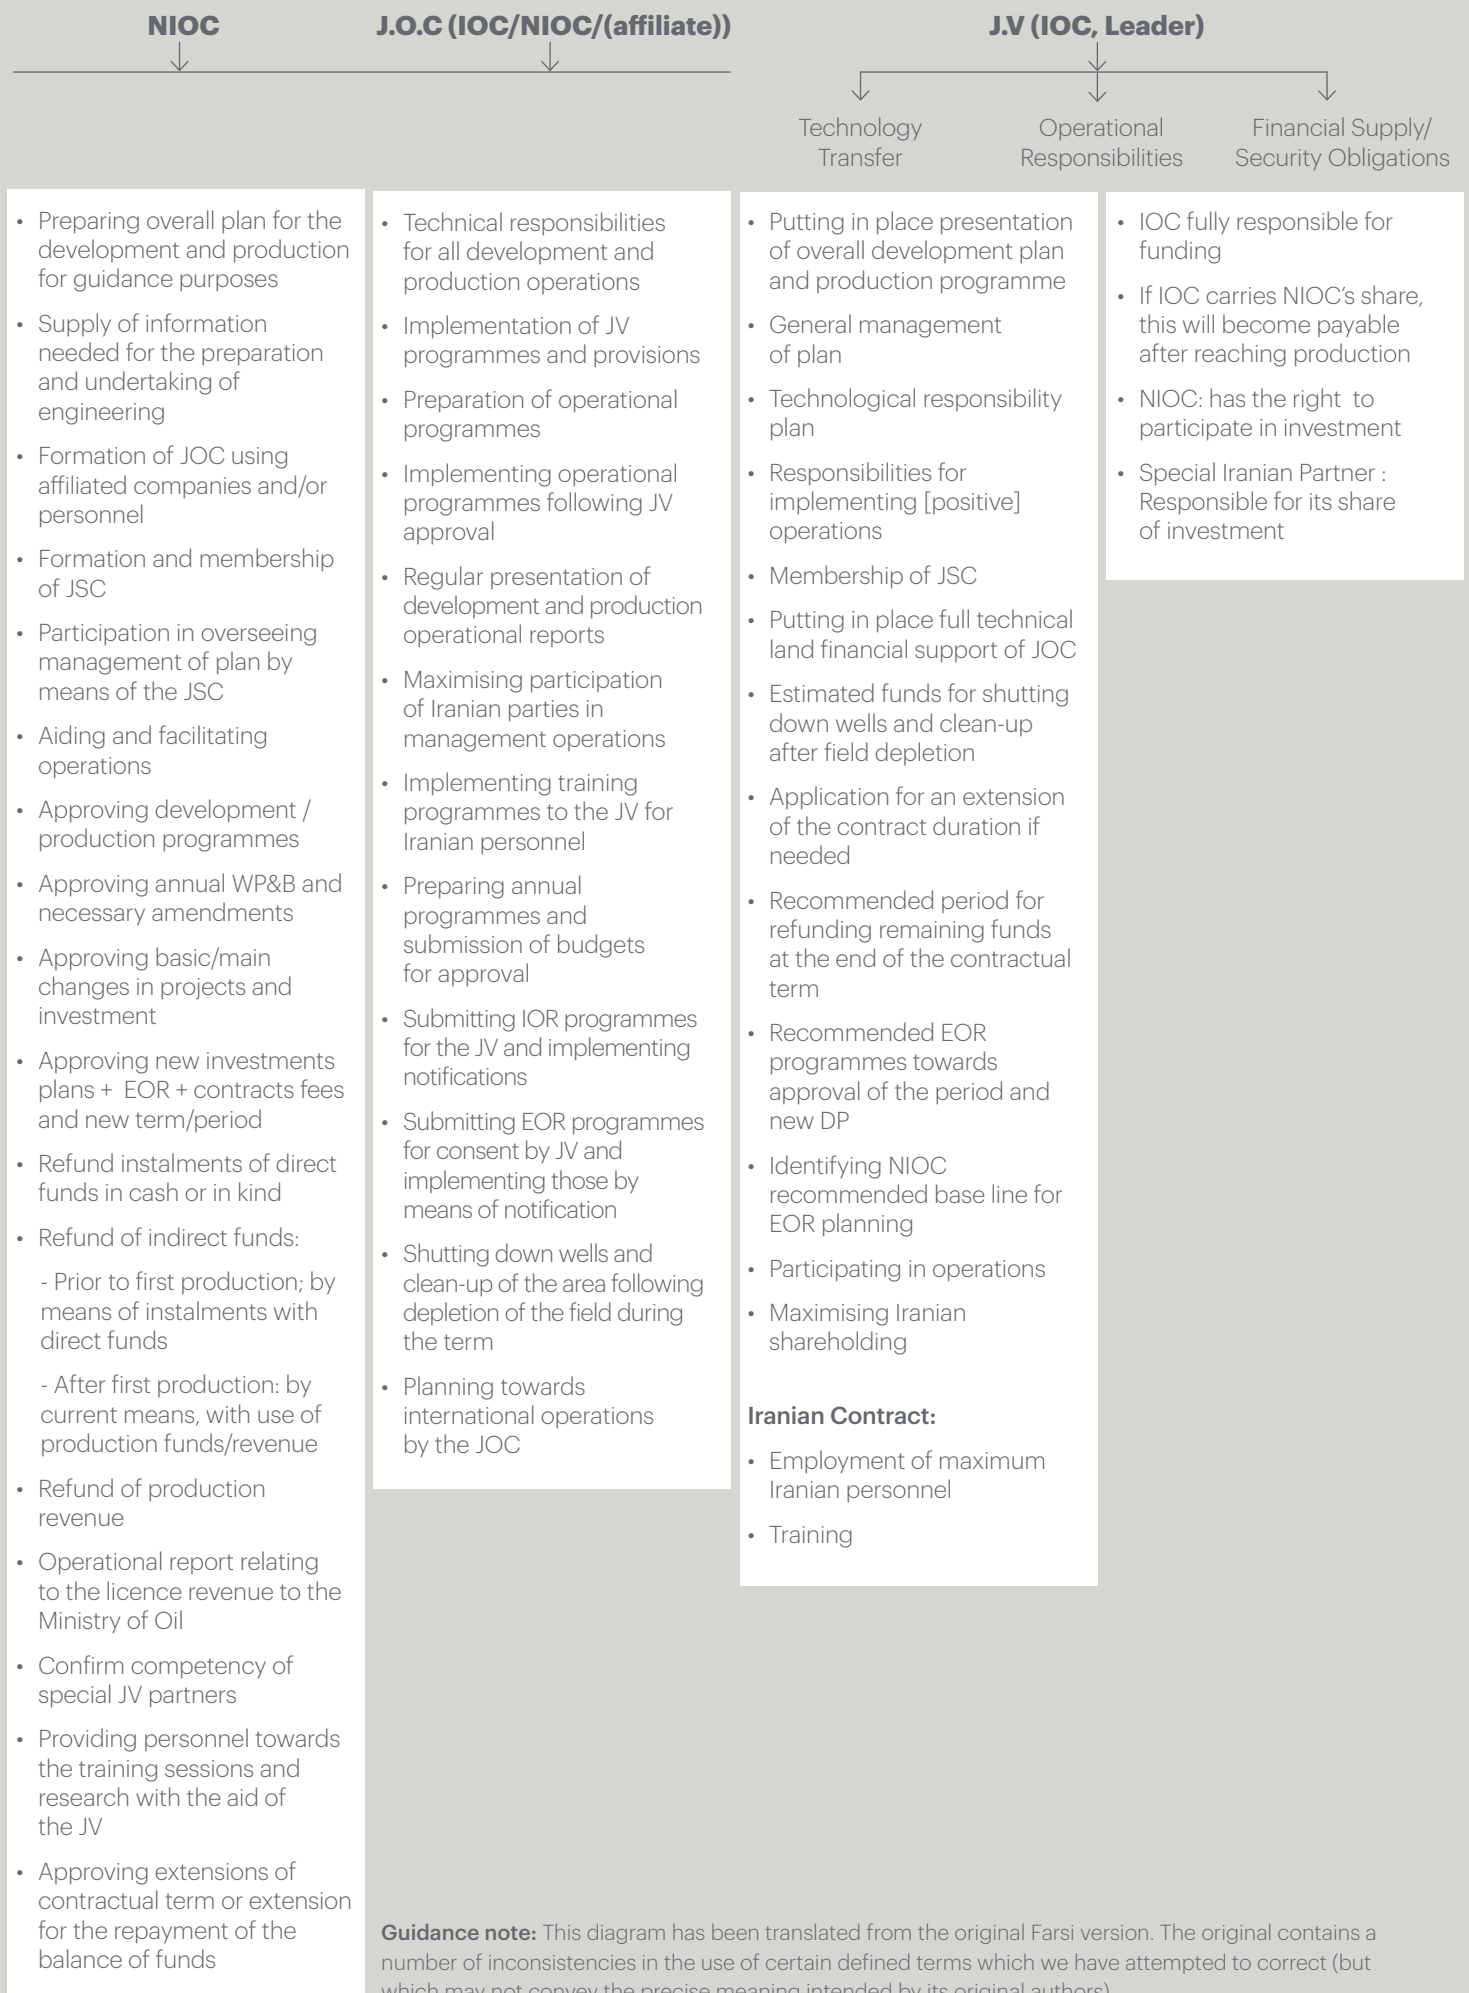 NIOC
J.O.C (IOC/NIOC/(affiliate))
J.V (IOC, Leader)
Technology
Transfer
Operational
Responsibilities
Financial Supply/
Security Obligations
• Preparing overall plan for the
development and production
for guidance purposes
• Supply of information
needed for the preparation
and undertaking of
engineering
• Formation of JOC using
affiliated companies and/or
personnel
• Formation and membership
of JSC
• Participation in overseeing
management of plan by
means of the JSC
• Aiding and facilitating
operations
• Approving development /
production programmes
• Approving annual WP&B and
necessary amendments
• Approving basic/main
changes in projects and
investment
• Approving new investments
plans + EOR + contracts fees
and new term/period
• Refund instalments of direct
funds in cash or in kind
• Refund of indirect funds:
- Prior to first production; by
means of instalments with
direct funds
- After first production: by
current means, with use of
production funds/revenue
• Refund of production
revenue
• Operational report relating
to the licence revenue to the
Ministry of Oil
• Confirm competency of
special JV partners
• Providing personnel towards
the training sessions and
research with the aid of
the JV
• Approving extensions of
contractual term or extension
for the repayment of the
balance of funds
• Technical responsibilities
for all development and
production operations
• Implementation of JV
programmes and provisions
• Preparation of operational
programmes
• Implementing operational
programmes following JV
approval
• Regular presentation of
development and production
operational reports
• Maximising participation
of Iranian parties in
management operations
• Implementing training
programmes to the JV for
Iranian personnel
• Preparing annual
programmes and
submission of budgets
for approval
• Submitting IOR programmes
for the JV and implementing
notifications
• Submitting EOR programmes
for consent by JV and
implementing those by
means of notification
• Shutting down wells and
clean-up of the area following
depletion of the field during
the term
• Planning towards
international operations
by the JOC
• Putting in place presentation
of overall development plan
and production programme
• General management
of plan
• Technological responsibility
plan
• Responsibilities for
implementing [positive]
operations
• Membership of JSC
• Putting in place full technical
land financial support of JOC
• Estimated funds for shutting
down wells and clean-up
after field depletion
• Application for an extension
of the contract duration if
needed
• Recommended period for
refunding remaining funds
at the end of the contractual
term
• Recommended EOR
programmes towards
approval of the period and
new DP
• Identifying NIOC
recommended base line for
EOR planning
• Participating in operations
• Maximising Iranian
shareholding
Iranian Contract:
• Employment of maximum
Iranian personnel
• Training
• IOC fully responsible for
funding
• If IOC carries NIOC's share,
this will become payable
after reaching production
• NIOC: has the right to
participate in investment
• Special Iranian Partner :
Responsible for its share
of investment
Guidance note: This diagram has been translated from the original Farsi version. The original contains a
number of inconsistencies in the use of certain defined terms which we have attempted to correct (but
which may not convey the precise meaning intended by its original authors)